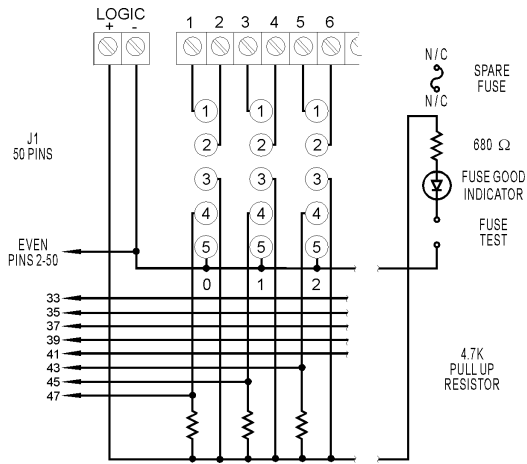 LOGIC
+ -
1 2 3 4 5 6
N/C
SPARE
FUSE
N/C
1 1 1
J1
50 PINS
2 2 2
680 Ω
3 3 3
FUSE GOOD
INDICATOR
4 4 4
FUSE
TEST
EVEN
PINS 2-50
5 5 5
0 1 2
33
35
37
39
41
43
45
47
4.7K
PULL UP
RESISTOR